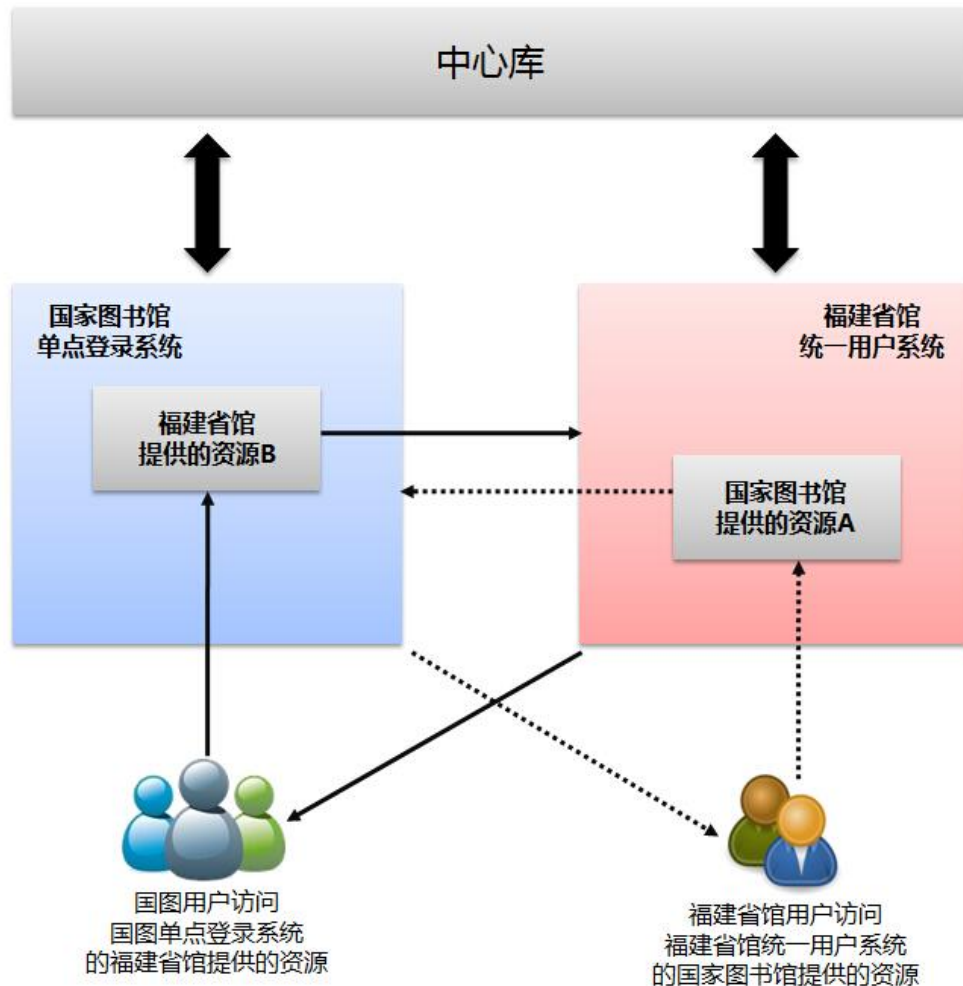 中心库
国家图书馆
单点登录系统
福建省馆
统一用户系统
福建省馆
提供的资源B
国家图书馆
提供的资源A
国图用户访问
国图单点登录系统
的福建省馆提供的资源
福建省馆用户访问
福建省馆统一用户系统
的国家图书馆提供的资源